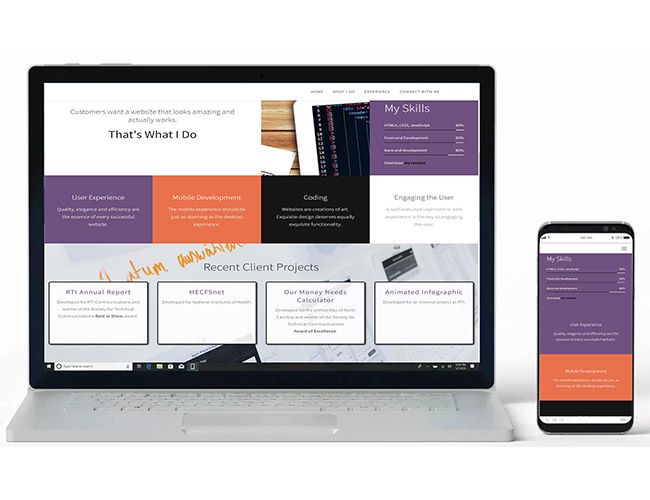 HOME WHAT I DO EXPERIENCE CONNECT WITH ME
Customers want a website that looks amazing and
actually works.
That's What I Do
My Skills
HTML5, CSS3, JavaScript 90%
Front-end Development 90%
Back-end development 80%
Download my resume
User Experience
Quality, elegance and efficiency are
the essence of every successful
website.
Mobile Development
The mobile experience should be
just as stunning as the desktop
experience.
Coding
Websites are creations of art.
Exquisite design deserves equally
exquisite functionality.
Engaging the User
A well executed user-centric web
experience is the key to engaging
the user.
Recent Client Projects
RTI Annual Report
Developed for RTI Communications and
winner of the Society for Technical
Communications Best in Show award
MECFSnet
Developed for National Institutes of Health.
Our Money Needs
Calculator
Developed for the United Way of North
Carolina and winner of the Society for
Technical Communications
Award of Excellence.
Animated Infographic
Developed for an internal project at RTI.
Type here to search
My Skills
HTML5, CSS3, JavaScript 90%
Front-end Development 90%
Back-end development 80%
Download my resume
User Experience
Quality, elegance and efficiency are the
essence of every successful website.
Mobile Development
The mobile experience should be just as
stunning as the desktop experience.